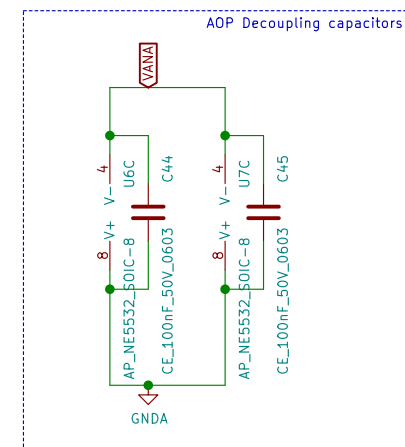 AOP Decoupling capacitors
VANA
4
V-
V+
8
U6C
AP_NE5532_SOIC-8
C44
CE_100nF_50V_0603
4
V-
V+
8
U7C
AP_NE5532_SOIC-8
C45
CE_100nF_50V_0603
GNDA